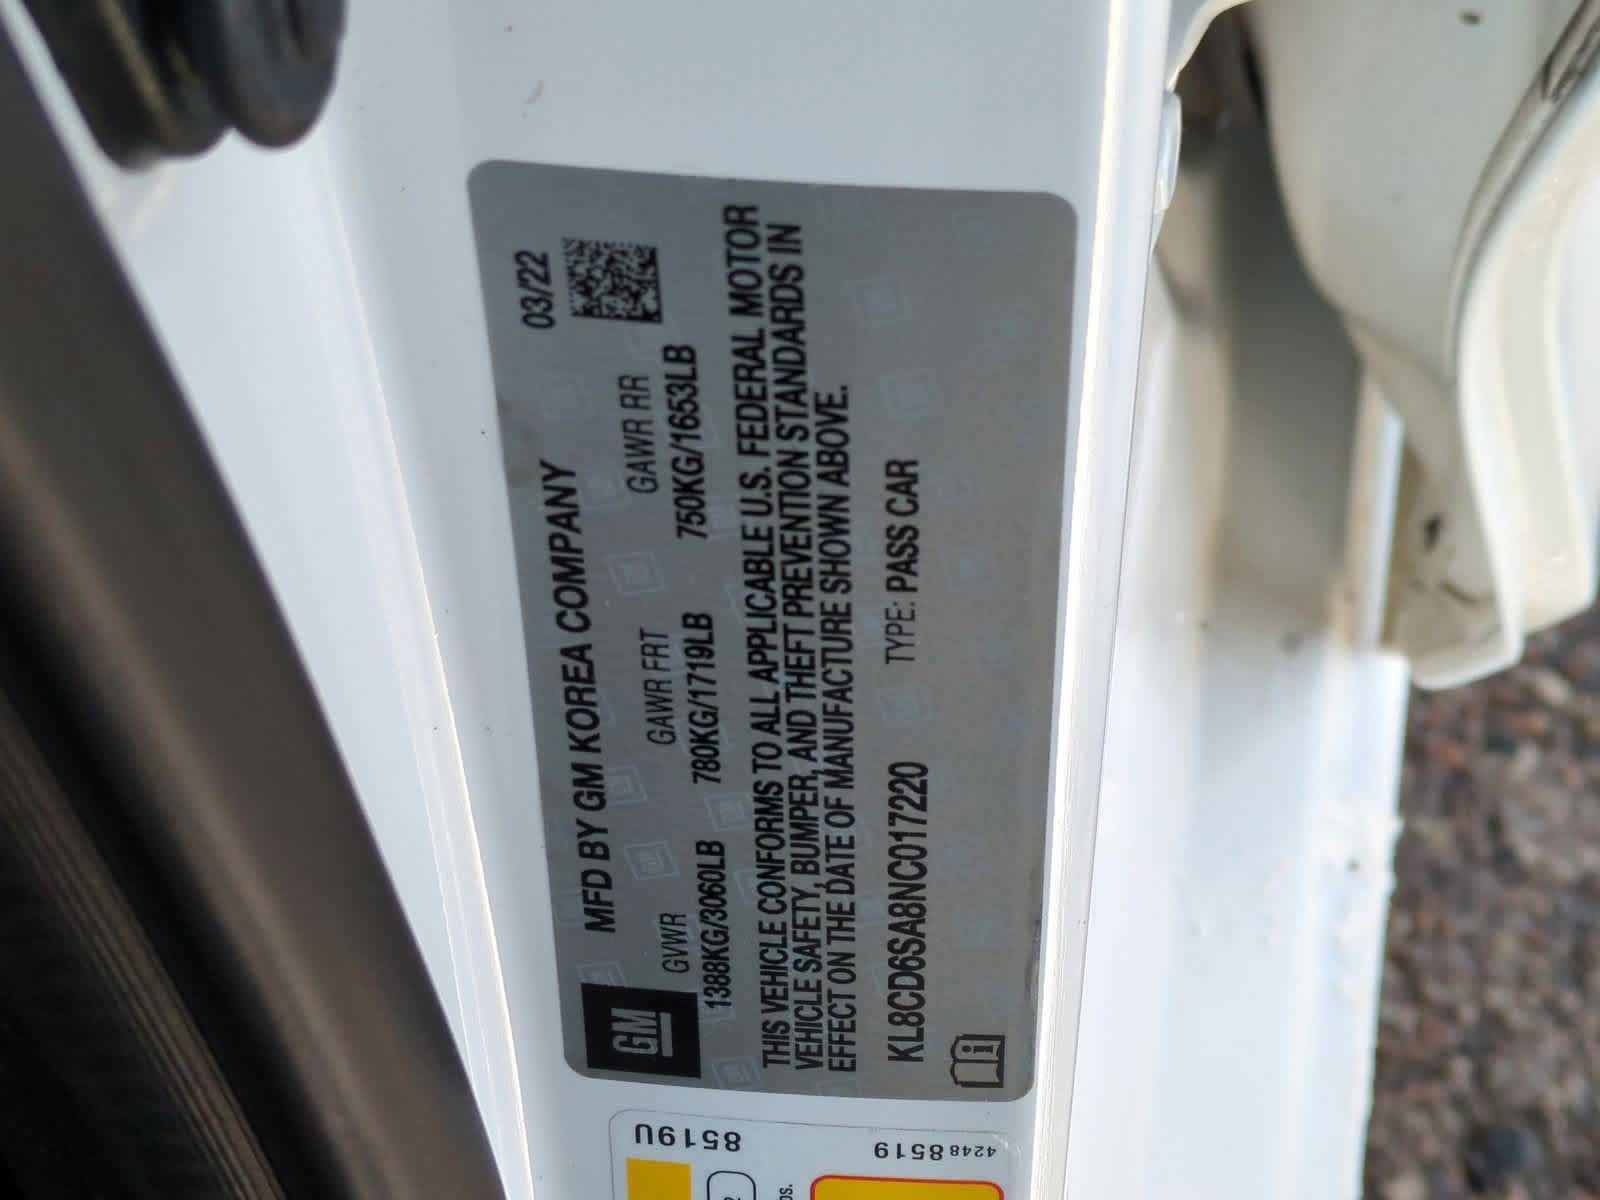 MFD BY GM KOREA COMPANY 03/22
GM
GVWR GAWR FRT GAWR RR
1388KG/3060LB 780KG/1719LB 750KG/1653LB
THIS VEHICLE CONFORMS TO ALL APPLICABLE U.S. FEDERAL MOTOR
VEHICLE SAFETY, BUMPER, AND THEFT PREVENTION STANDARDS IN
EFFECT ON THE DATE OF MANUFACTURE SHOWN ABOVE.
KL8CD6SA8NC017220 TYPE: PASS CAR
i
8519U
42488519